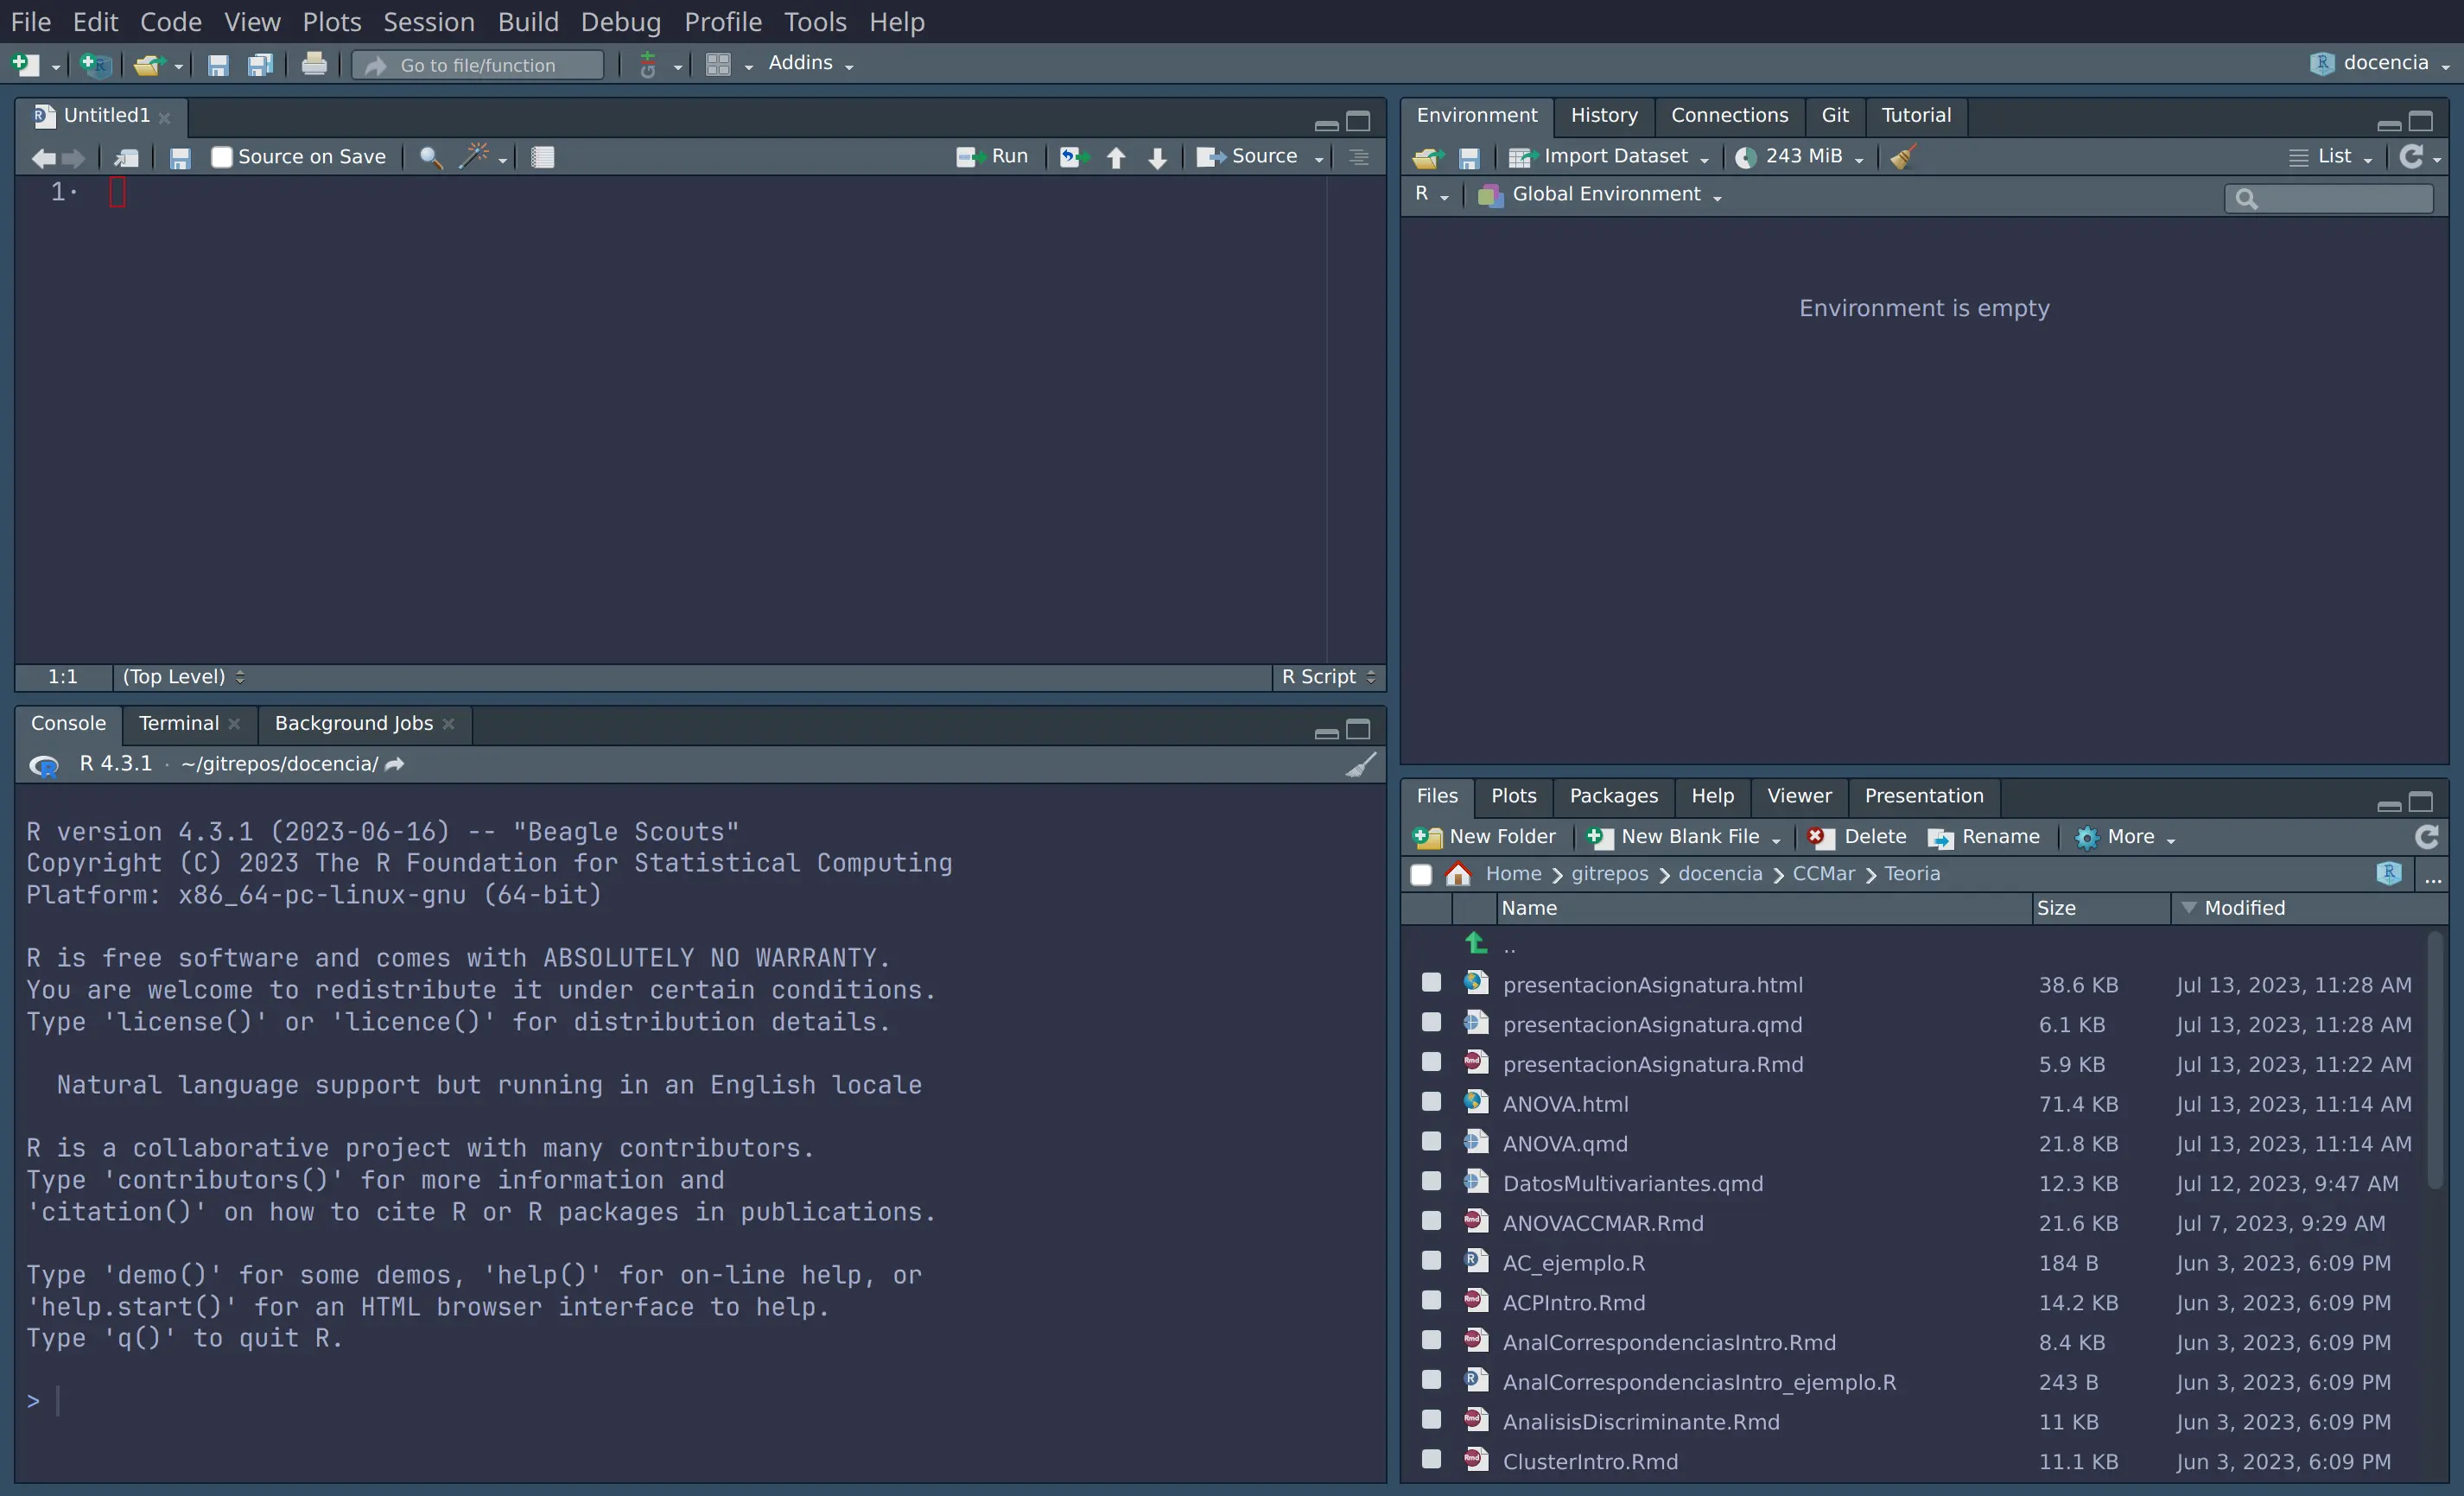 File Edit Code View Plots Session Build Debug Profile Tools Help
Go to file/function Addins docencia
Untitled1
Source on Save Run Source
1
1:1 (Top Level) R Script
Console Terminal Background Jobs
R 4.3.1 · ~/gitrepos/docencia/
R version 4.3.1 (2023-06-16) -- "Beagle Scouts"
Copyright (C) 2023 The R Foundation for Statistical Computing
Platform: x86_64-pc-linux-gnu (64-bit)
R is free software and comes with ABSOLUTELY NO WARRANTY.
You are welcome to redistribute it under certain conditions.
Type 'license()' or 'licence()' for distribution details.
Natural language support but running in an English locale
R is a collaborative project with many contributors.
Type 'contributors()' for more information and
'citation()' on how to cite R or R packages in publications.
Type 'demo()' for some demos, 'help()' for on-line help, or
'help.start()' for an HTML browser interface to help.
Type 'q()' to quit R.
>
Environment History Connections Git Tutorial
Import Dataset 243 MiB List
R Global Environment
Environment is empty
Files Plots Packages Help Viewer Presentation
New Folder New Blank File Delete Rename More
Home gitrepos docencia CCMar Teoria ...
Name Size Modified
..
presentacionAsignatura.html 38.6 KB Jul 13, 2023, 11:28 AM
presentacionAsignatura.qmd 6.1 KB Jul 13, 2023, 11:28 AM
presentacionAsignatura.Rmd 5.9 KB Jul 13, 2023, 11:22 AM
ANOVA.html 71.4 KB Jul 13, 2023, 11:14 AM
ANOVA.qmd 21.8 KB Jul 13, 2023, 11:14 AM
DatosMultivariantes.qmd 12.3 KB Jul 12, 2023, 9:47 AM
ANOVACCMAR.Rmd 21.6 KB Jul 7, 2023, 9:29 AM
AC_ejemplo.R 184 B Jun 3, 2023, 6:09 PM
ACPIntro.Rmd 14.2 KB Jun 3, 2023, 6:09 PM
AnalCorrespondenciasIntro.Rmd 8.4 KB Jun 3, 2023, 6:09 PM
AnalCorrespondenciasIntro_ejemplo.R 243 B Jun 3, 2023, 6:09 PM
AnalisisDiscriminante.Rmd 11 KB Jun 3, 2023, 6:09 PM
ClusterIntro.Rmd 11.1 KB Jun 3, 2023, 6:09 PM